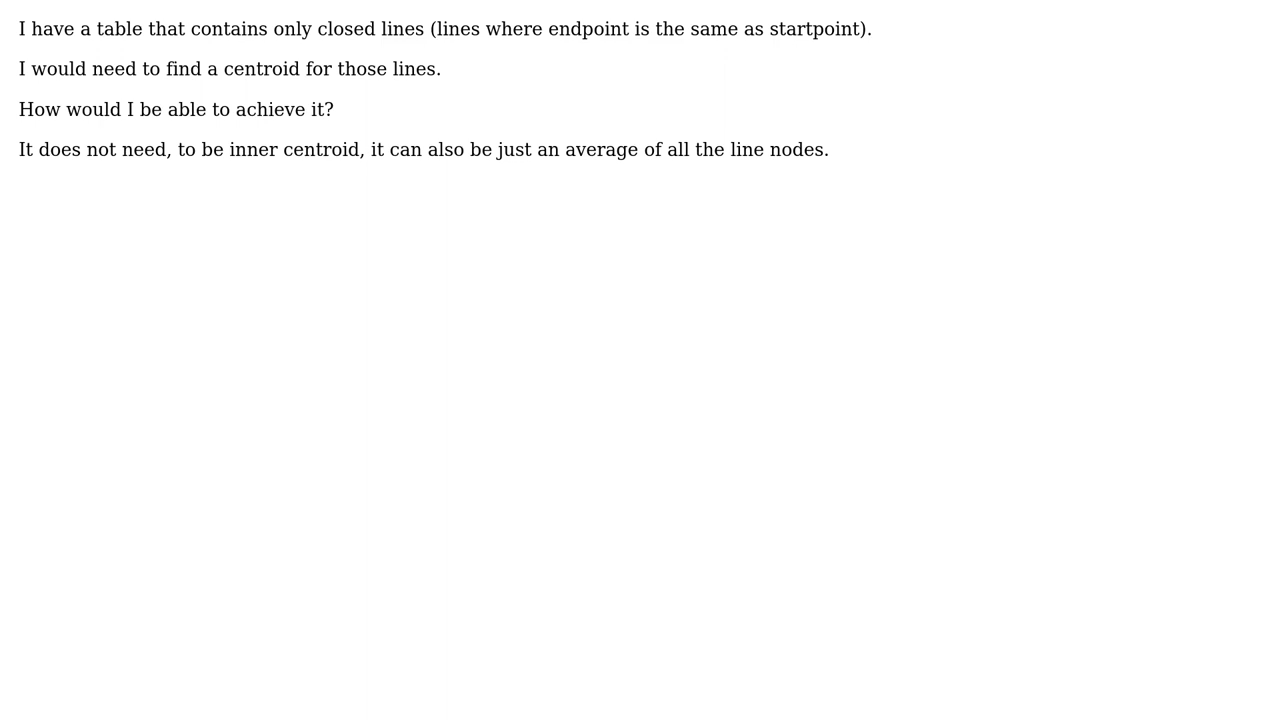 I have a table that contains only closed lines (lines where endpoint is the same as startpoint).
I would need to find a centroid for those lines.
How would I be able to achieve it?
It does not need, to be inner centroid, it can also be just an average of all the line nodes.